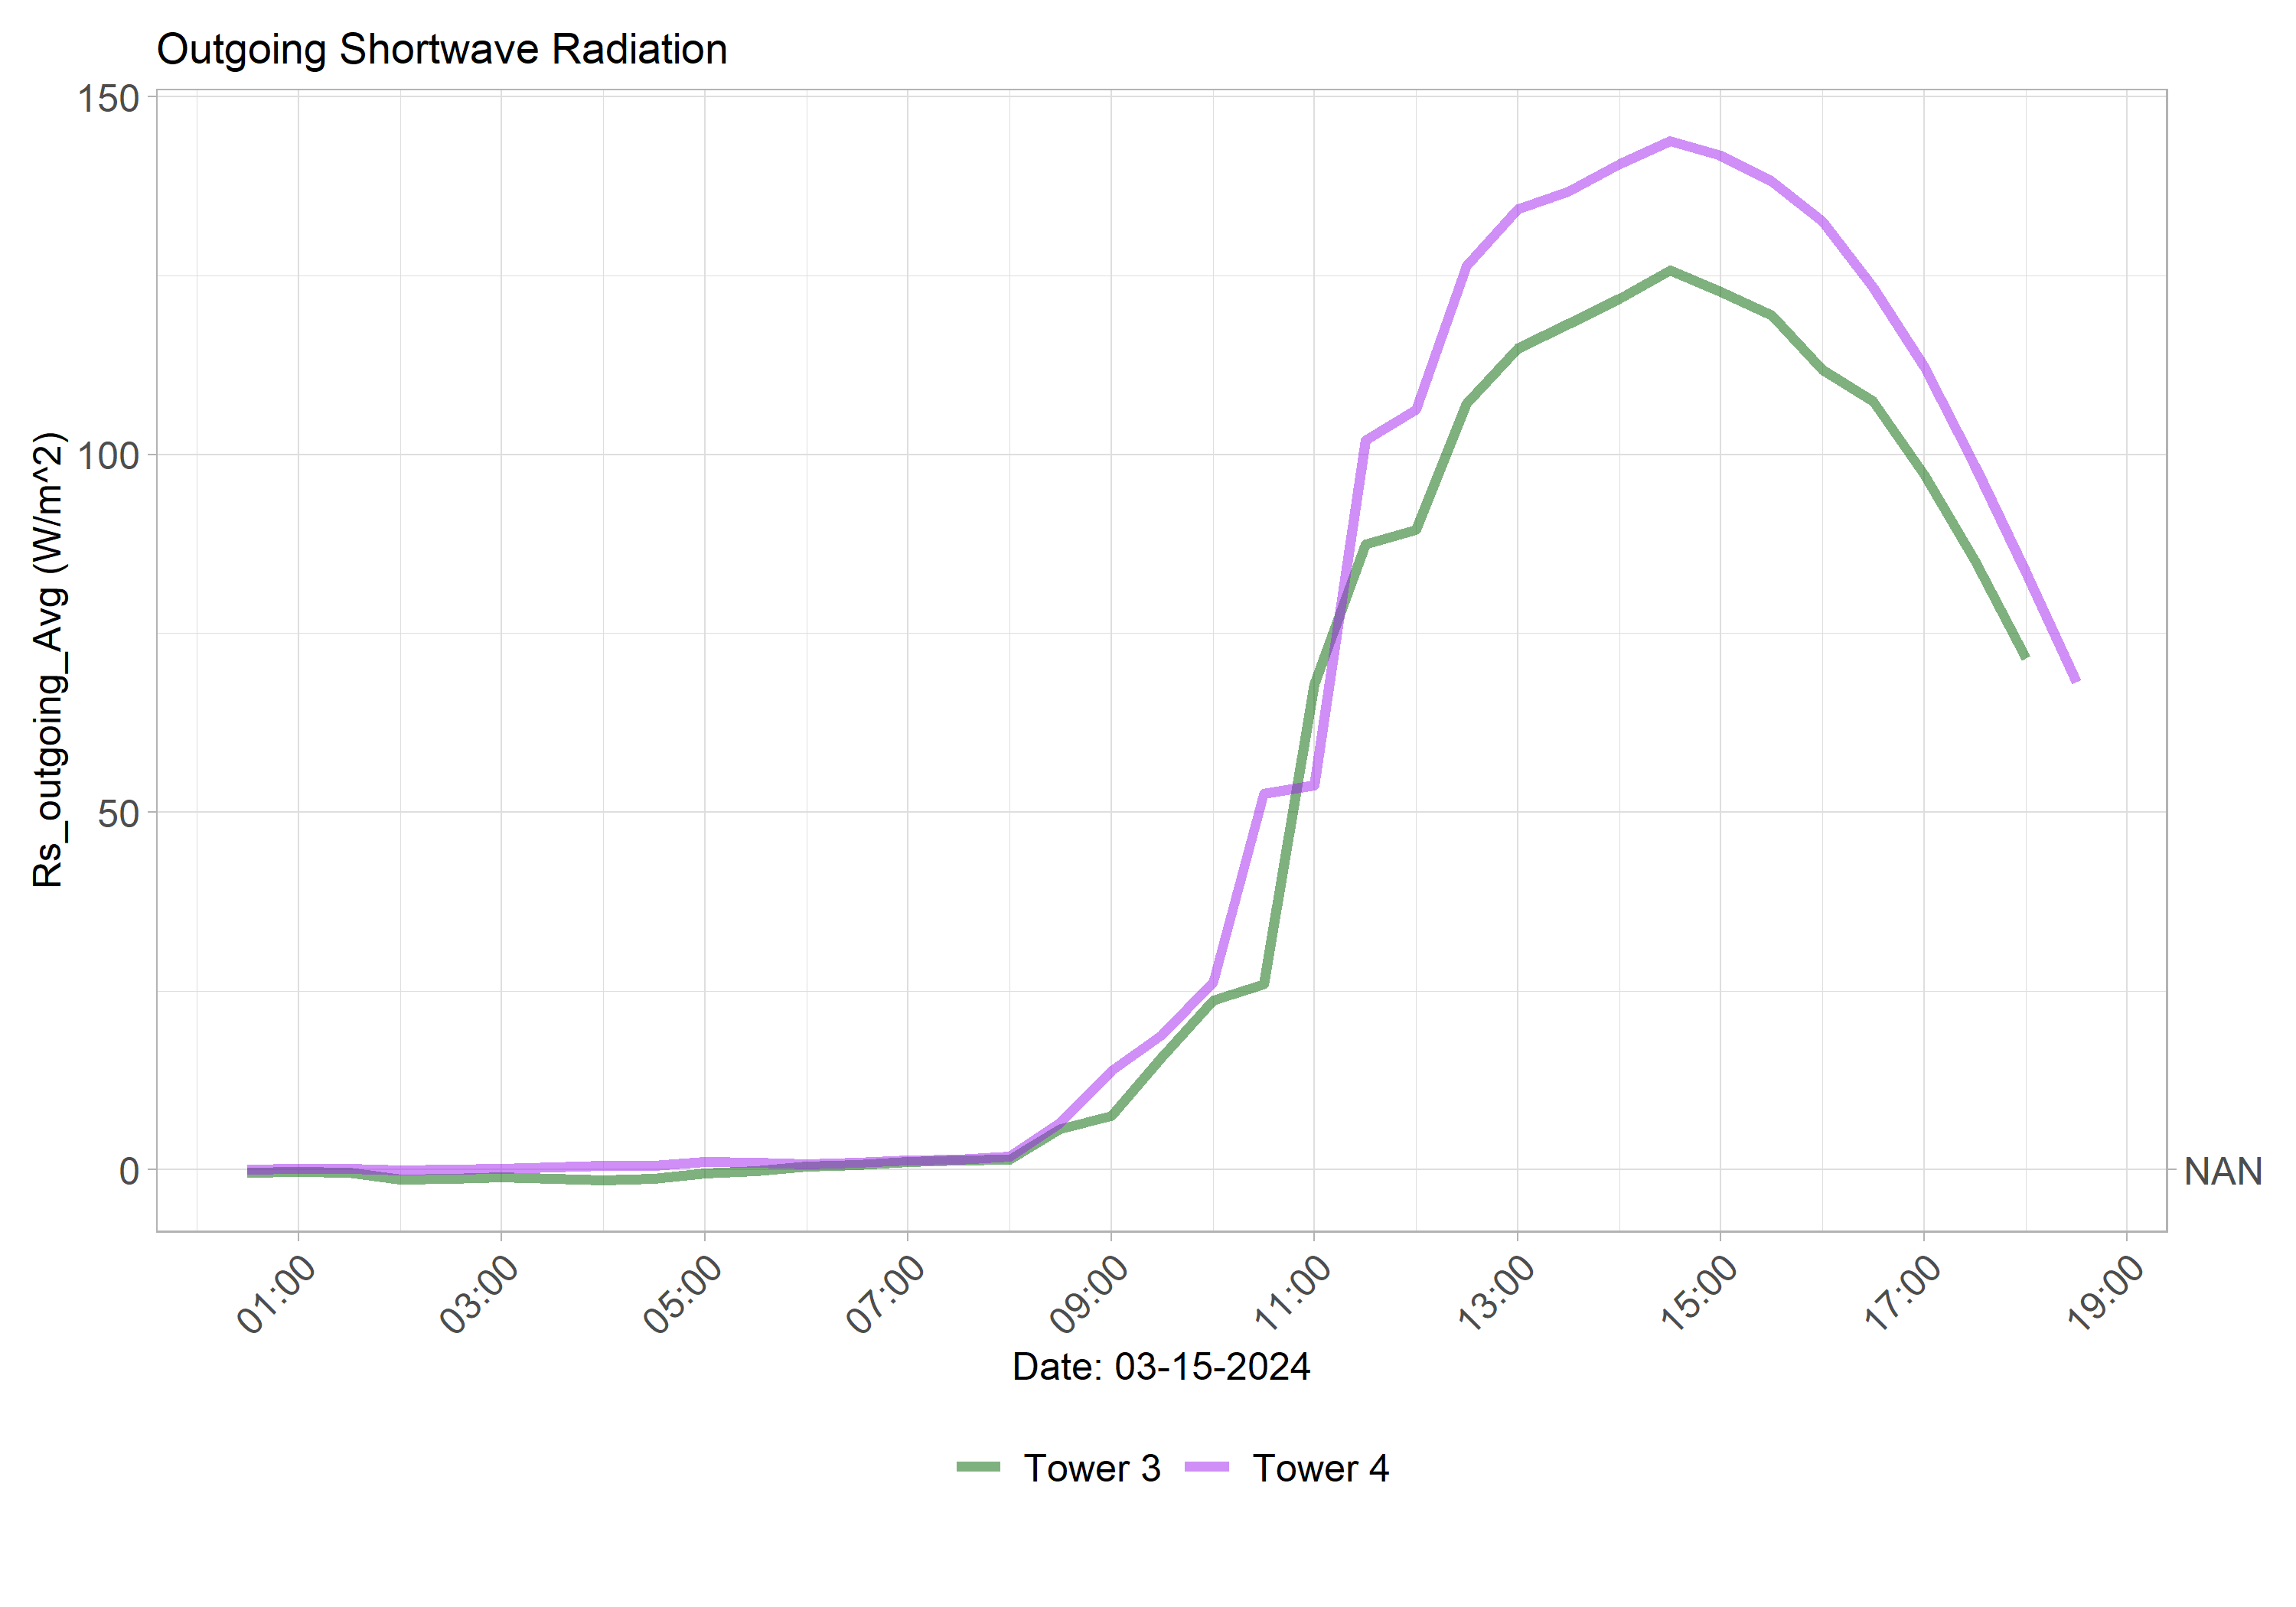 Outgoing Shortwave Radiation
150
100
50
0
Rs_outgoing_Avg (W/m^2)
NAN
01:00
03:00
05:00
07:00
09:00
11:00
13:00
15:00
17:00
19:00
Date: 03-15-2024
Tower 3
Tower 4